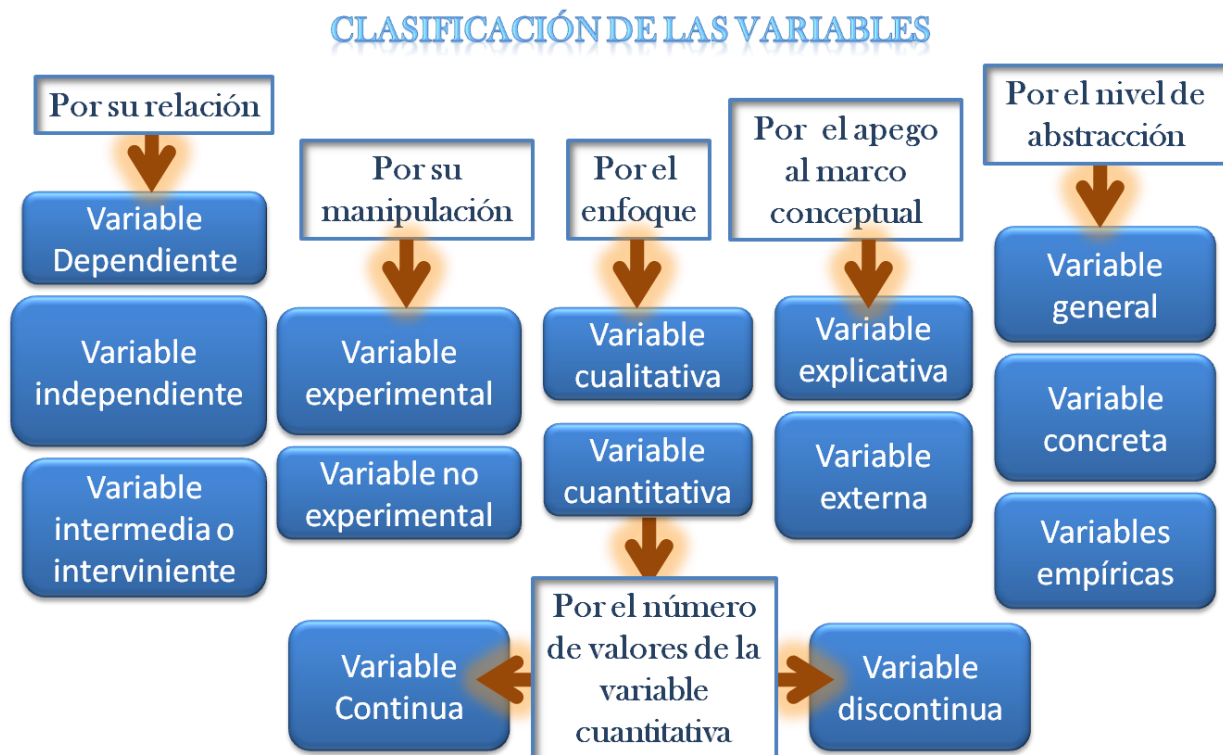 CLASIFICACIÓN DE LAS VARIABLES
Por su relación
Variable
Dependiente
Variable
independiente
Variable
intermedia o
interviniente
Por su
manipulación
Variable
experimental
Variable no
experimental
Por el
enfoque
Variable
cualitativa
Variable
cuantitativa
Por el número
de valores de la
variable
cuantitativa
Variable
Continua
Variable
discontinua
Por el apego
al marco
conceptual
Variable
explicativa
Variable
externa
Por el nivel de
abstracción
Variable
general
Variable
concreta
Variables
empíricas